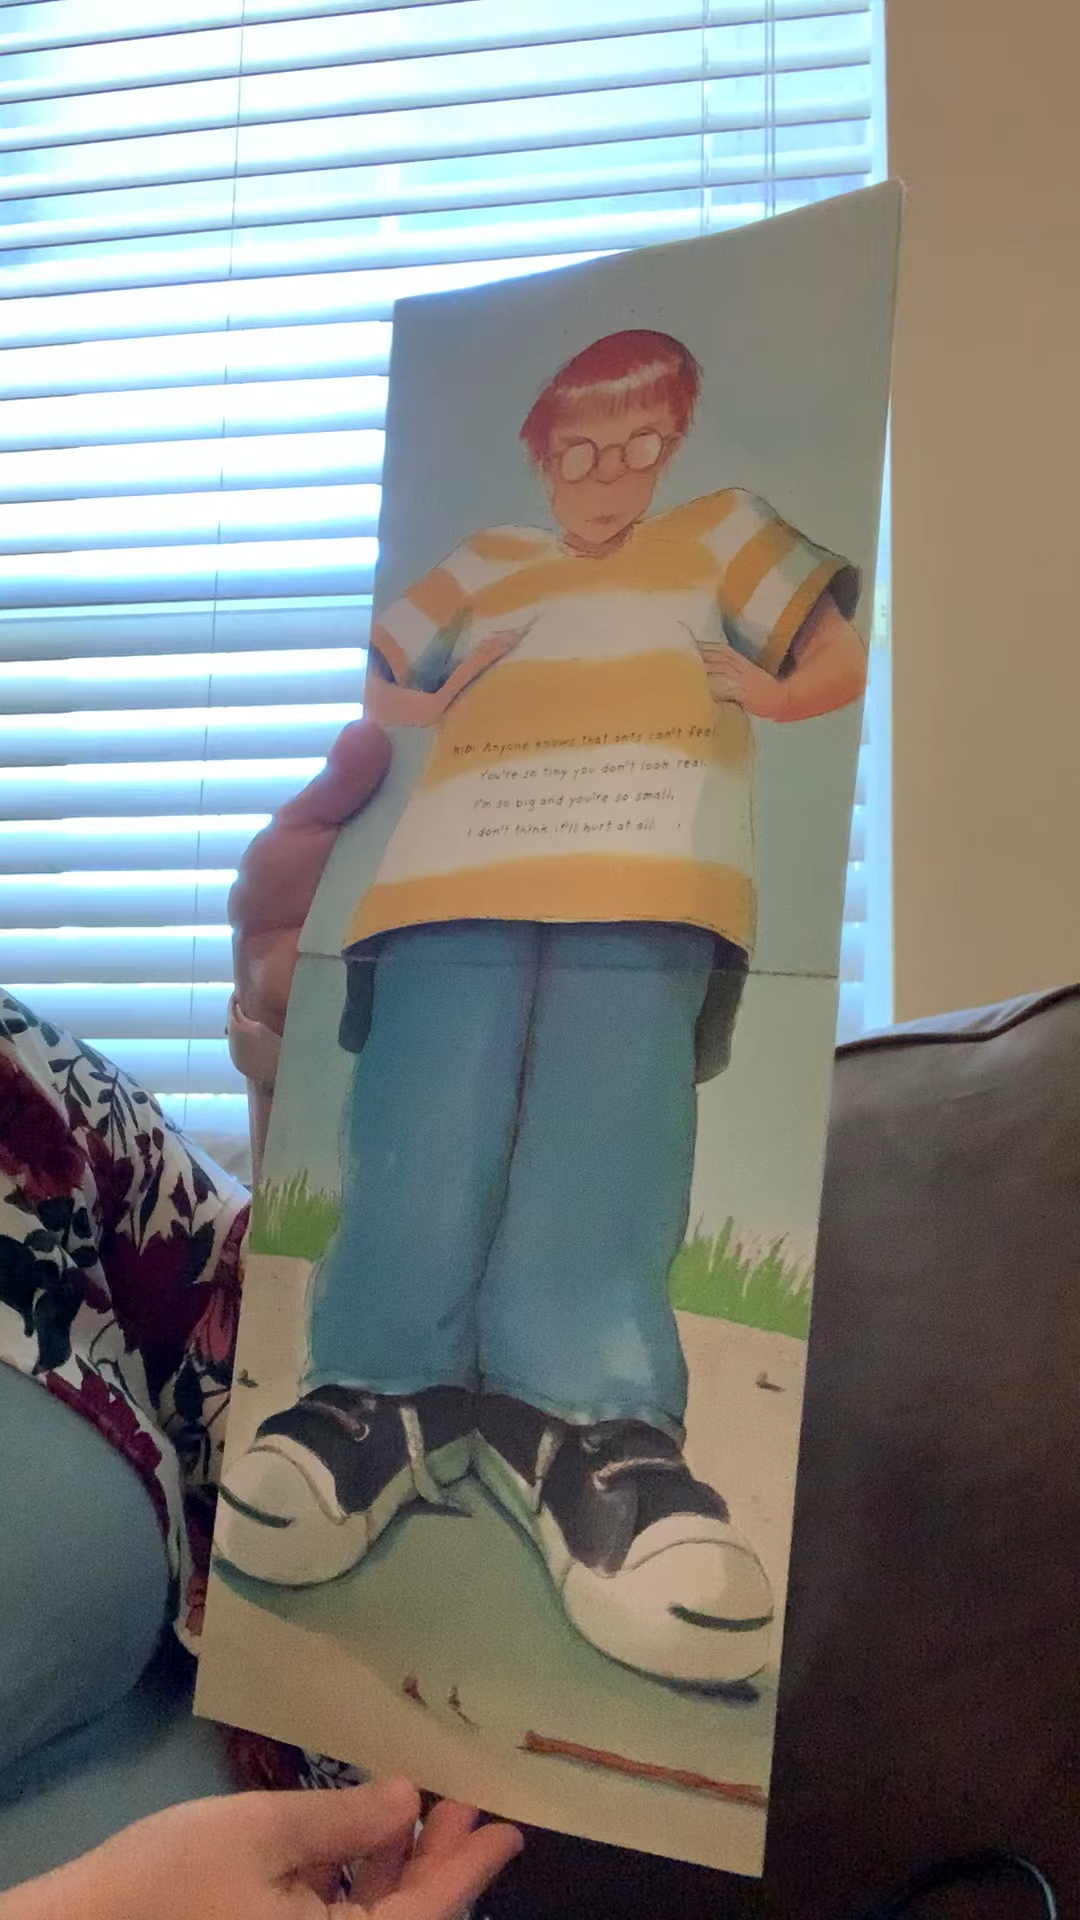 KID: Anyone knows that ants can't feel.
You're so tiny you don't look real.
I'm so big and you're so small,
I don't think it'll hurt at all.